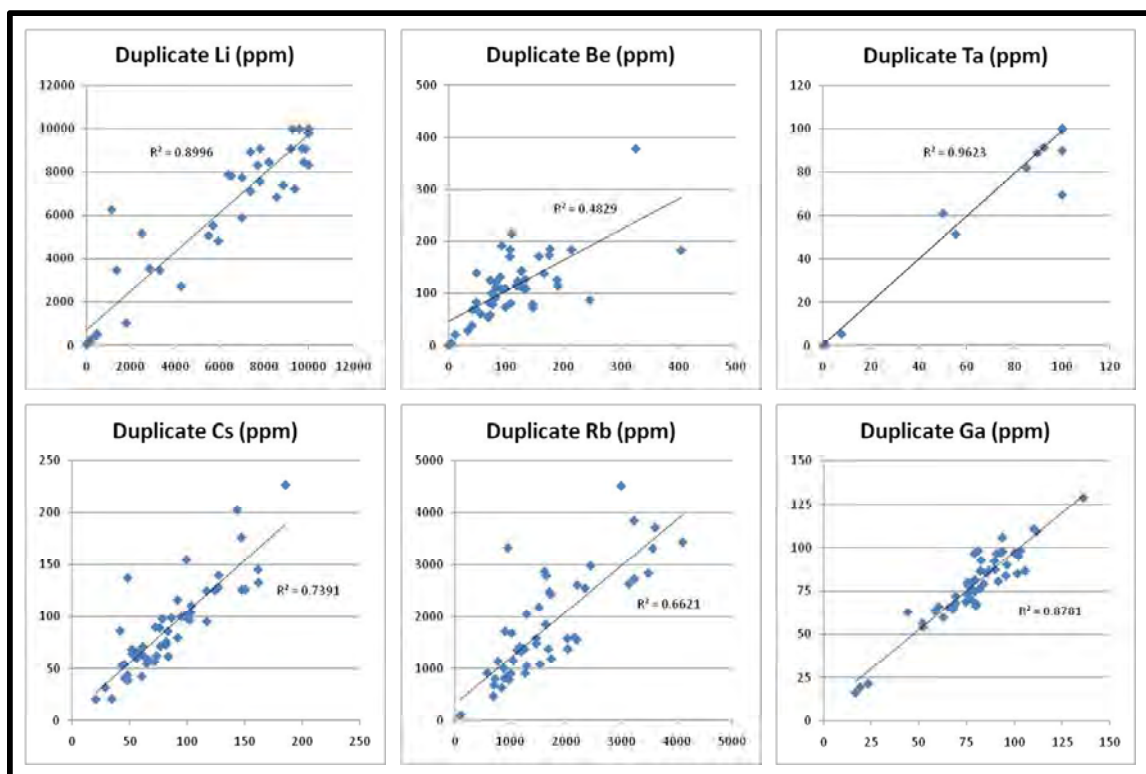 Duplicate Li (ppm)
12000
10000
8000
6000
4000
2000
0
R² = 0.8996
0 2000 4000 6000 8000 10000 12000
Duplicate Be (ppm)
500
400
300
200
100
0
R² = 0.4829
0 100 200 300 400 500
Duplicate Ta (ppm)
120
100
80
60
40
20
0
R² = 0.9623
0 20 40 60 80 100 120
Duplicate Cs (ppm)
250
200
150
100
50
0
R² = 0.7391
0 50 100 150 200 250
Duplicate Rb (ppm)
5000
4000
3000
2000
1000
0
R² = 0.6621
0 1000 2000 3000 4000 5000
Duplicate Ga (ppm)
150
125
100
75
50
25
0
R² = 0.8781
0 25 50 75 100 125 150